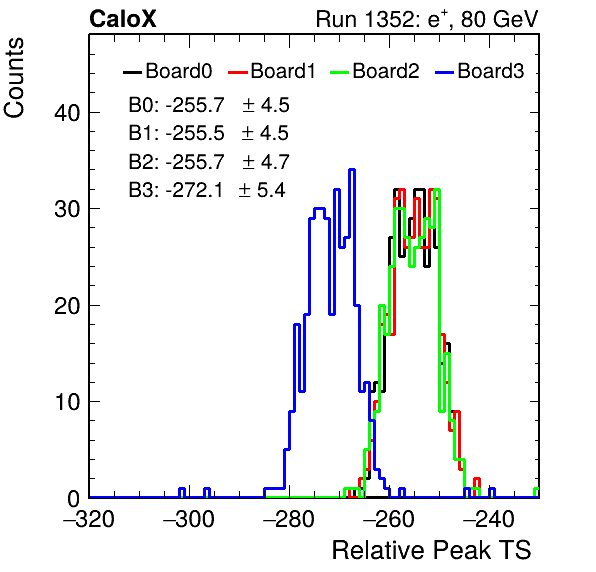 CaloX Run 1352: e⁺, 80 GeV
Counts
Board0 Board1 Board2 Board3
B0: -255.7 ± 4.5
B1: -255.5 ± 4.5
B2: -255.7 ± 4.7
B3: -272.1 ± 5.4
40
30
20
10
0
−320 −300 −280 −260 −240
Relative Peak TS